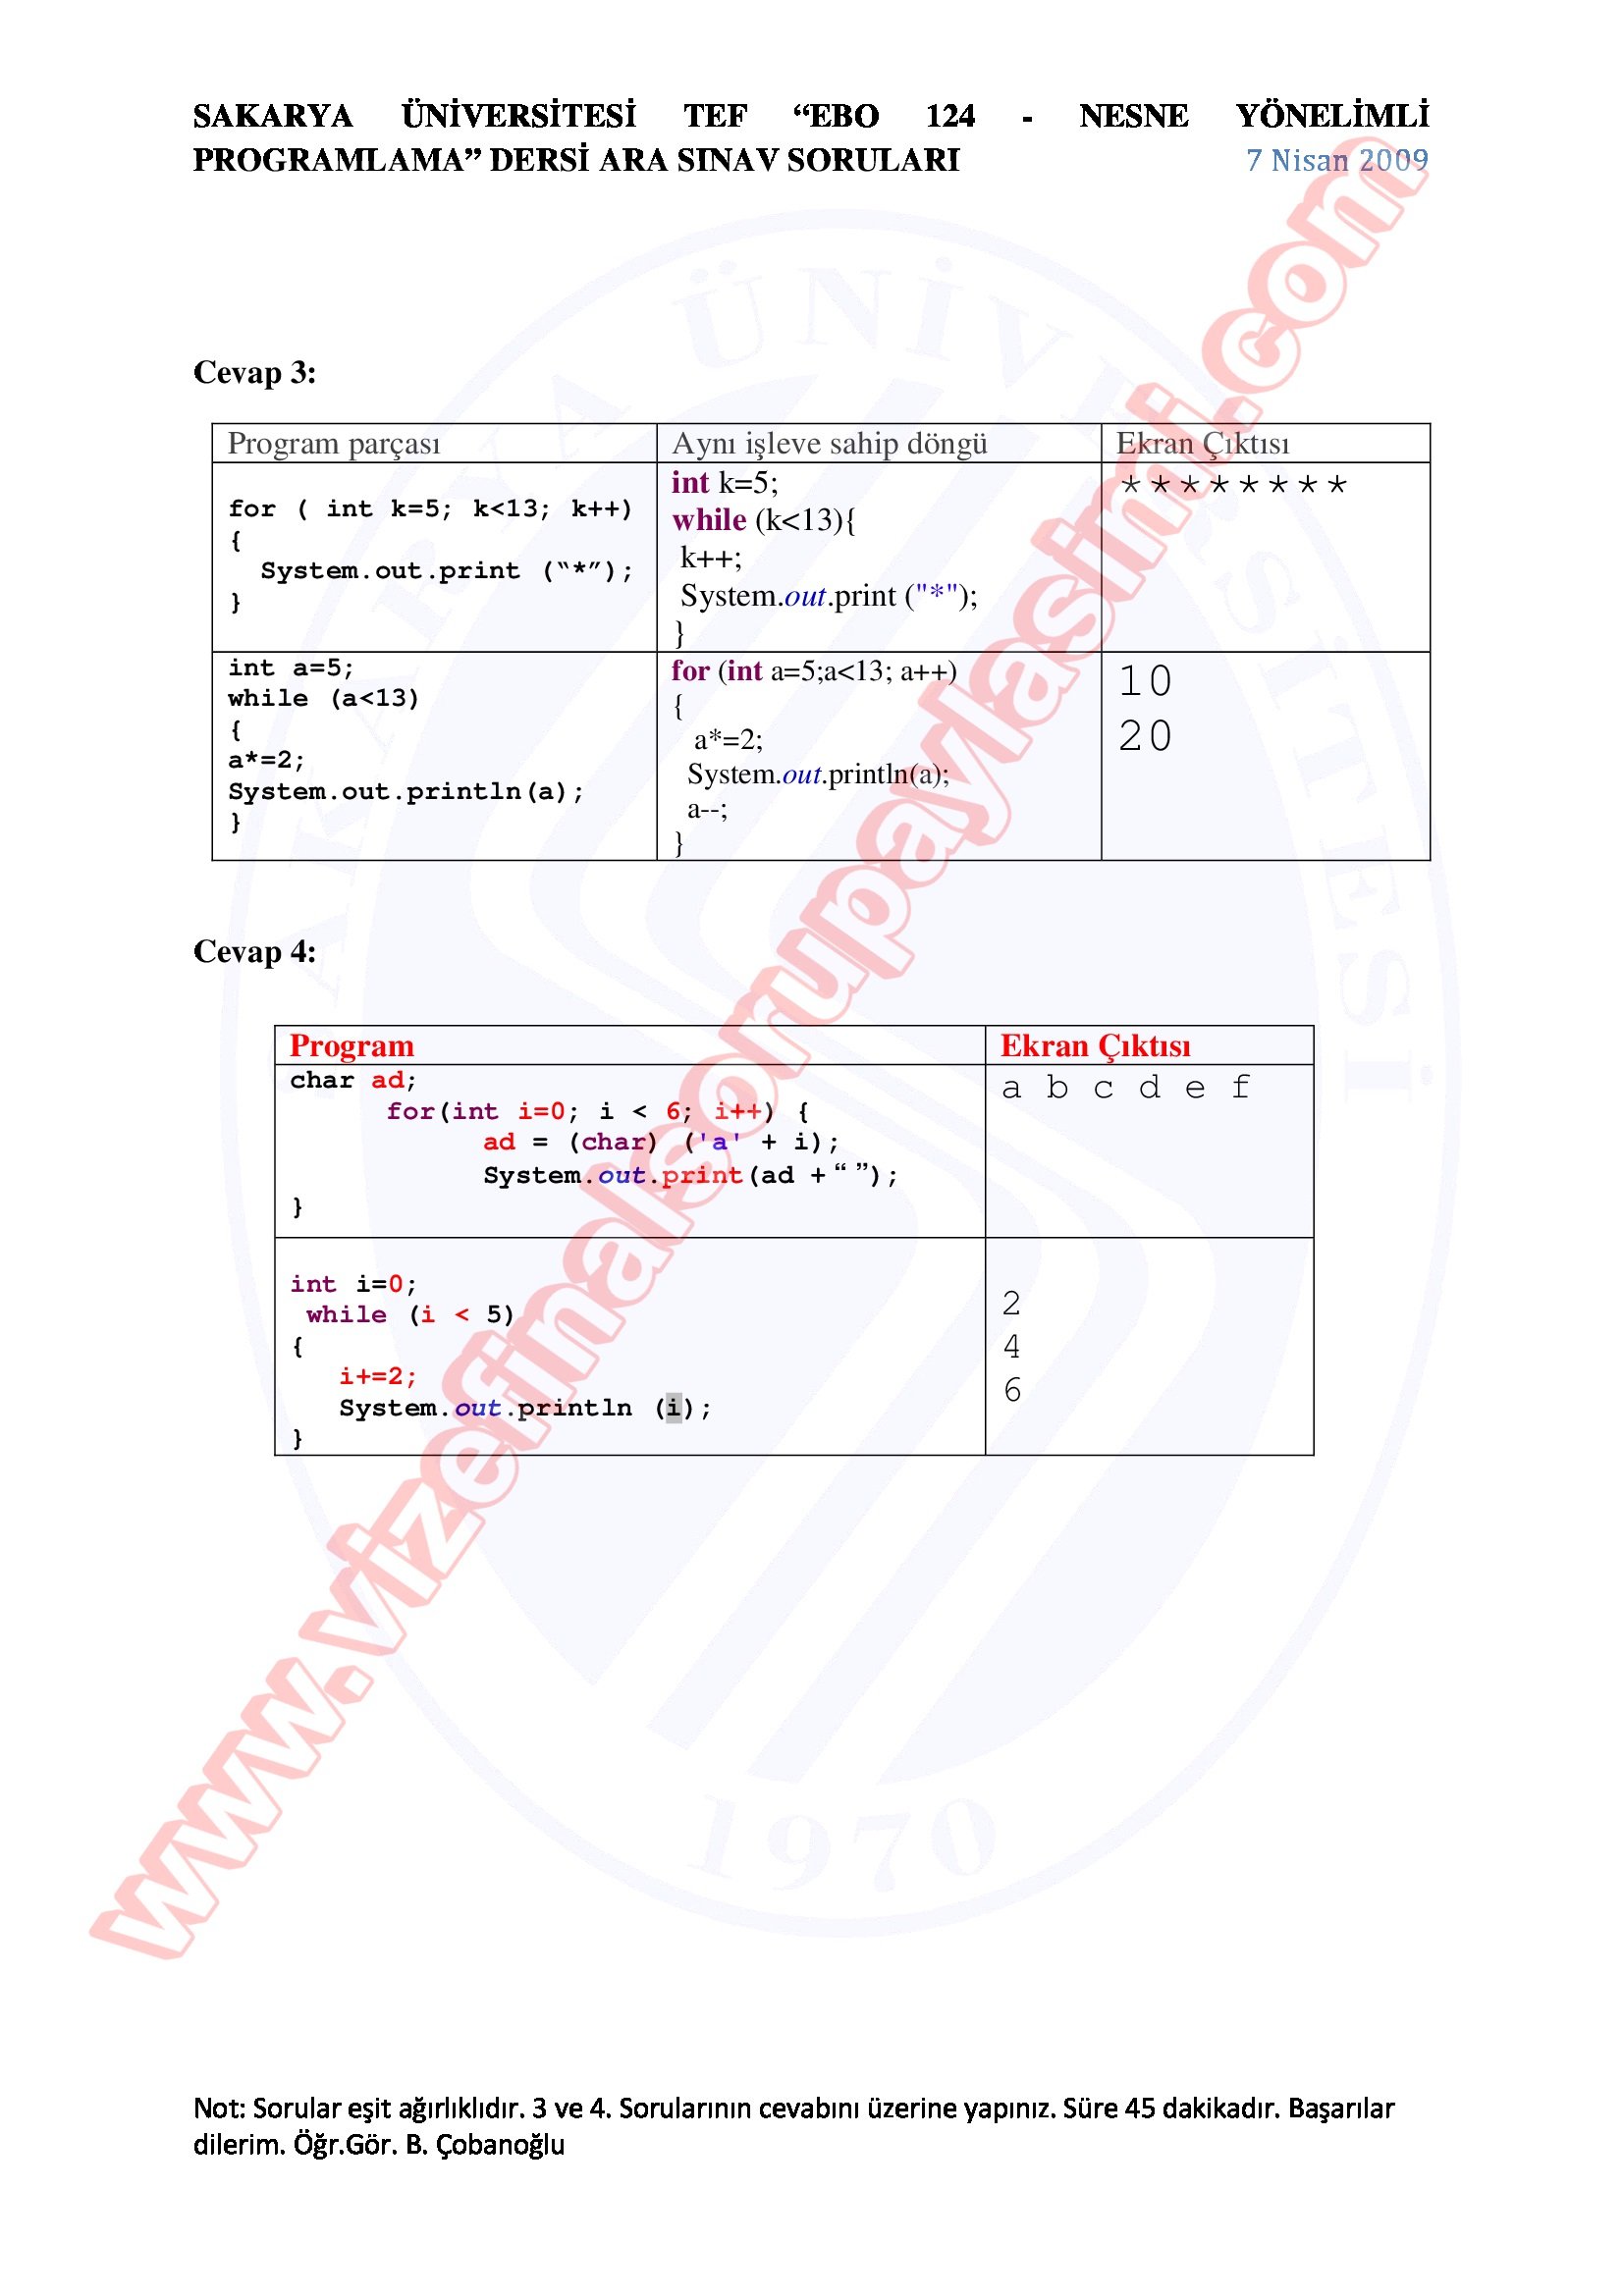 SAKARYA ÜNİVERSİTESİ TEF “EBO 124 - NESNE YÖNELİMLİ
PROGRAMLAMA” DERSİ ARA SINAV SORULARI 7 Nisan 2009
Cevap 3:
Program parçası Aynı işleve sahip döngü Ekran Çıktısı
for ( int k=5; k<13; k++)
{
System.out.print (“*”);
}
int k=5;
while (k<13){
k++;
System.out.print ("*");
}
********
int a=5;
while (a<13)
{
a*=2;
System.out.println(a);
}
for (int a=5;a<13; a++)
{
a*=2;
System.out.println(a);
a--;
}
10
20
Cevap 4:
Program Ekran Çıktısı
char ad;
for(int i=0; i < 6; i++) {
ad = (char) ('a' + i);
System.out.print(ad + “ ”);
}
a b c d e f
int i=0;
while (i < 5)
{
i+=2;
System.out.println (i);
}
2
4
6
Not: Sorular eşit ağırlıklıdır. 3 ve 4. Sorularının cevabını üzerine yapınız. Süre 45 dakikadır. Başarılar
dilerim. Öğr.Gör. B. Çobanoğlu
www.vizefinalsorupaylasimi.com
SAKARYA ÜNİVERSİTESİ
1970